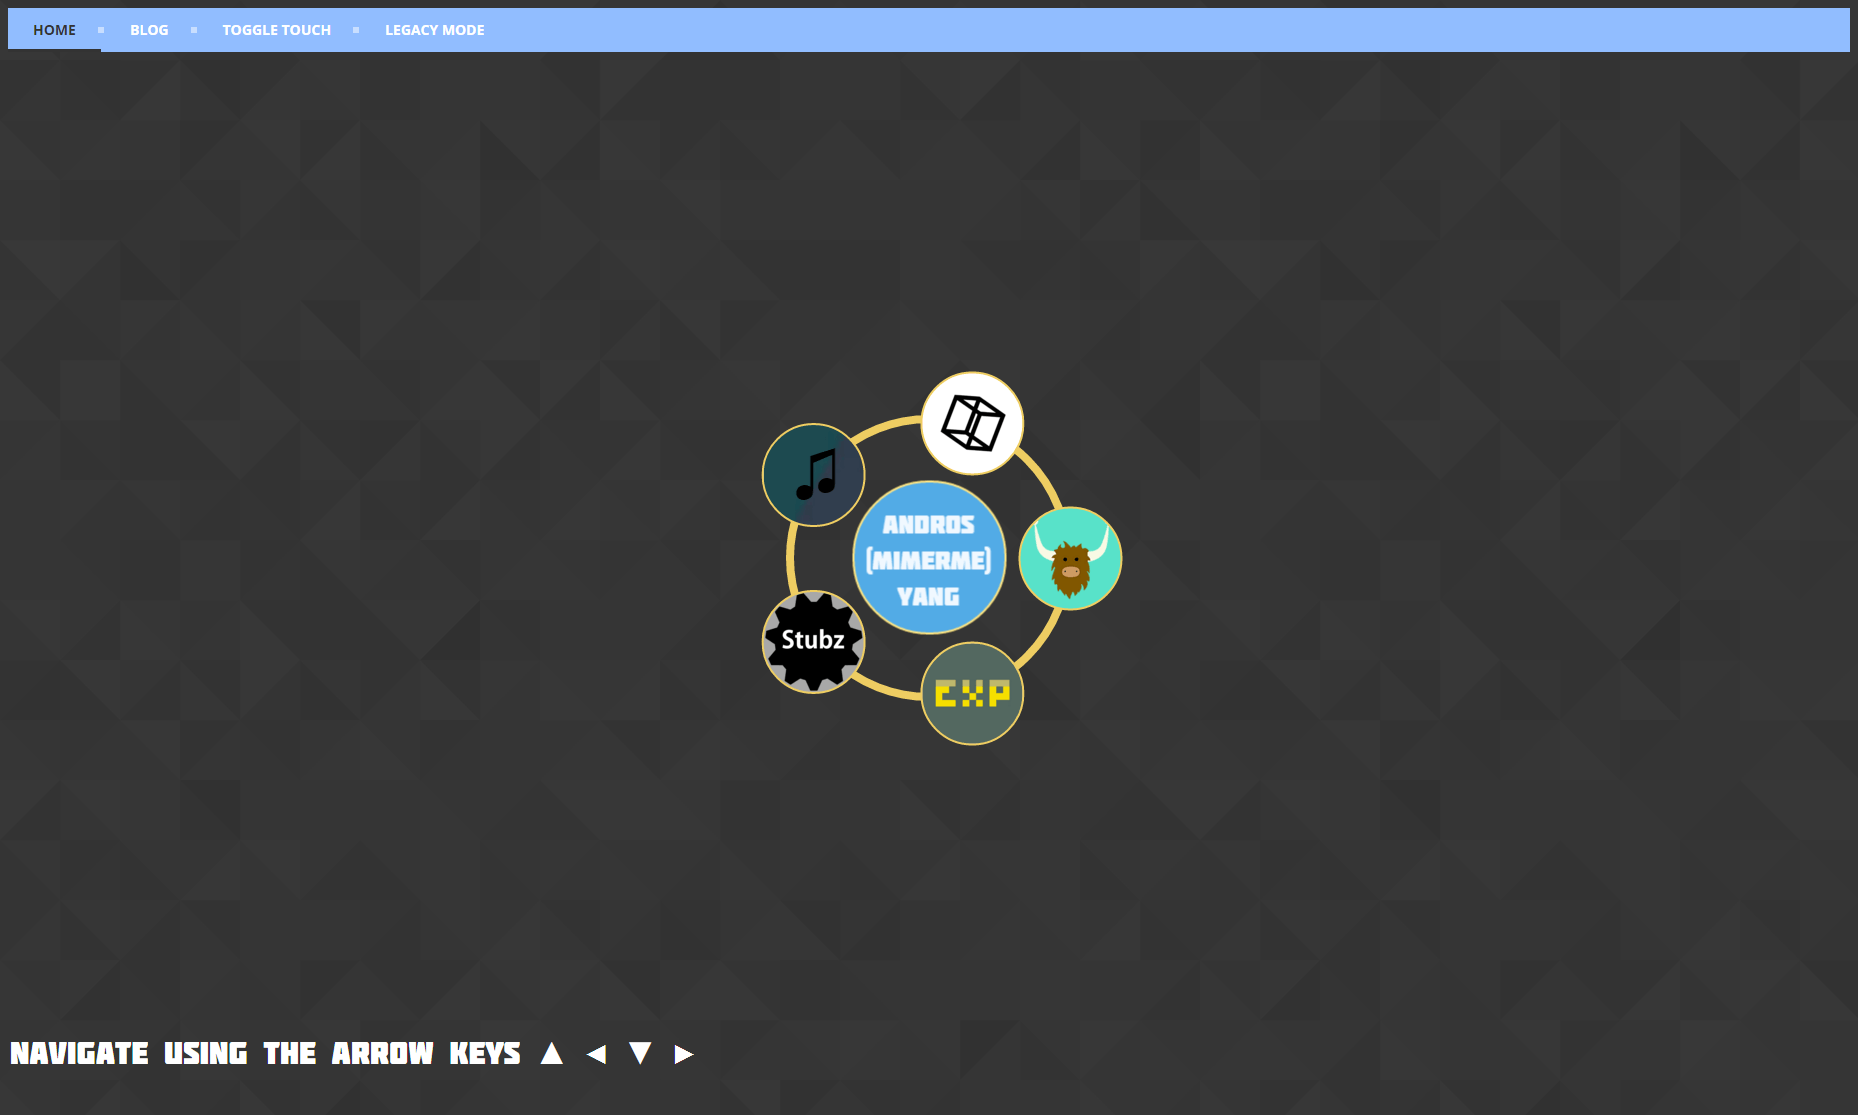 HOME
BLOG
TOGGLE TOUCH
LEGACY MODE
ANDROS
(MIMERME)
YANG
Stubz
EXP
NAVIGATE USING THE ARROW KEYS ▲ ◀ ▼ ▶